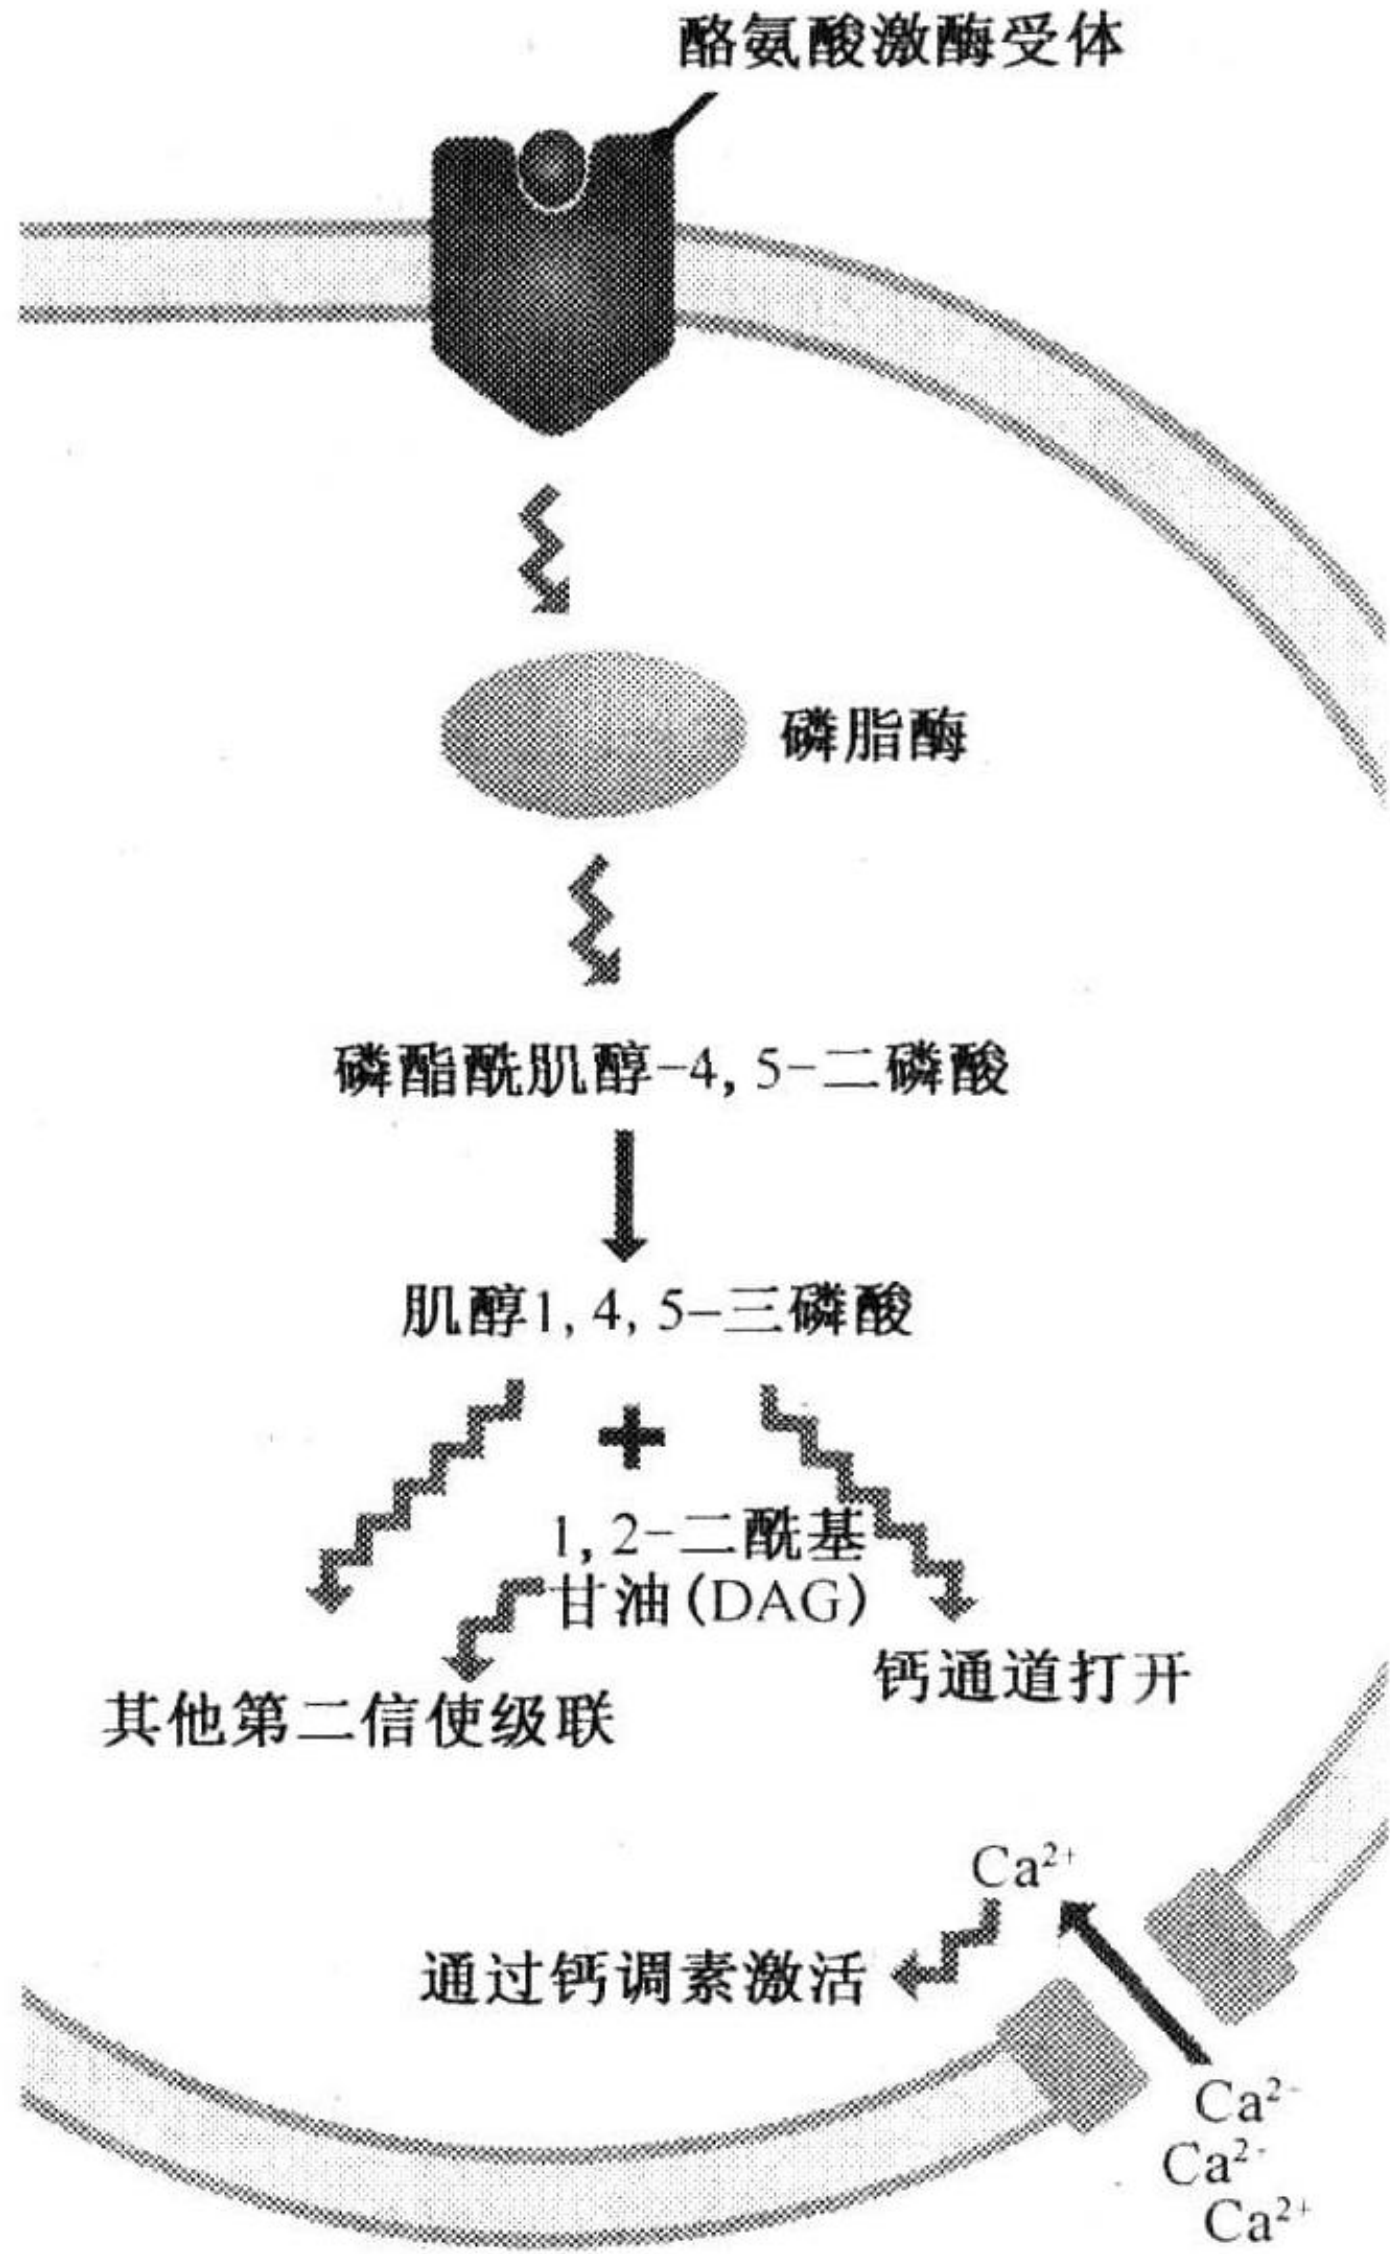 酪氨酸激酶受体
磷脂酶
磷酯酰肌醇-4, 5-二磷酸
肌醇1, 4, 5-三磷酸
+
1, 2-二酰基
甘油(DAG)
钙通道打开
其他第二信使级联
Ca²⁺
通过钙调素激活
Ca²⁻
Ca²⁻
Ca²⁺